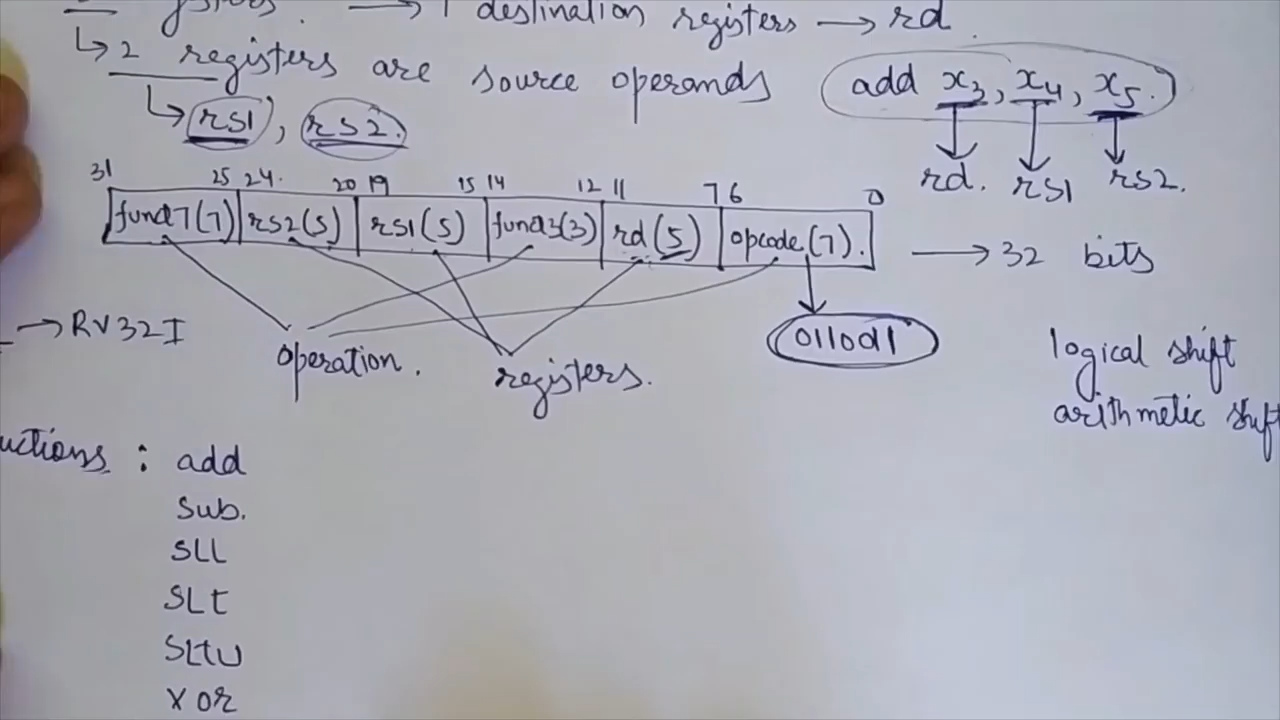 → 1 destination registers → rd.
↳ 2 registers are source operands
add x3, x4, x5.
↳ rs1, rs2.
rd. rs1 rs2.
31 25 24. 20 19 15 14 12 11 7 6 0
funct7(7) rs2(5) rs1(5) funct3(3) rd(5) opcode(7). → 32 bits
→ RV32I
operation. registers. 0110011
logical shift
arithmetic shift
uctions : add
sub.
SLL
SLt
SLtU
xor